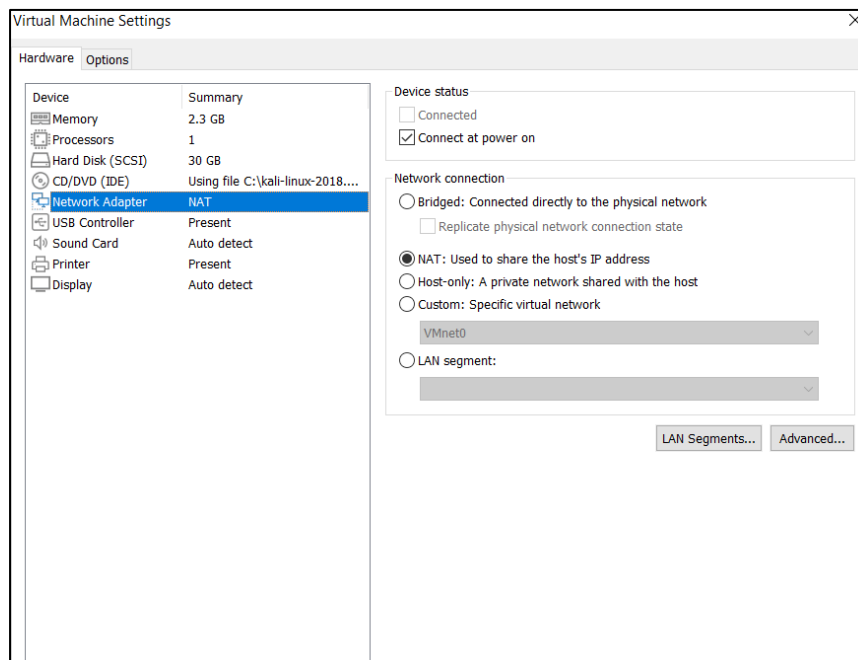 Virtual Machine Settings
Hardware Options
Device Summary
Memory 2.3 GB
Processors 1
Hard Disk (SCSI) 30 GB
CD/DVD (IDE) Using file C:\kali-linux-2018....
Network Adapter NAT
USB Controller Present
Sound Card Auto detect
Printer Present
Display Auto detect
Device status
Connected
Connect at power on
Network connection
Bridged: Connected directly to the physical network
Replicate physical network connection state
NAT: Used to share the host's IP address
Host-only: A private network shared with the host
Custom: Specific virtual network
VMnet0
LAN segment:
LAN Segments... Advanced...